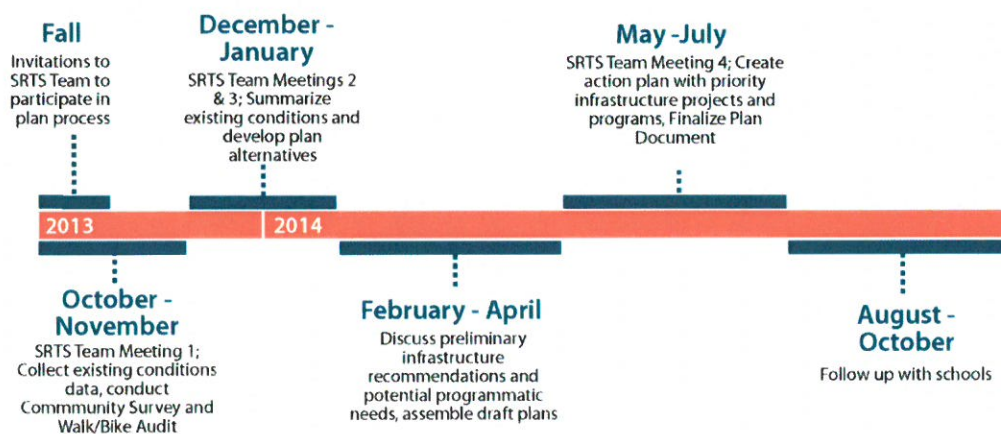 Fall
Invitations to
SRTS Team to
participate in
plan process
December -
January
SRTS Team Meetings 2
& 3; Summarize
existing conditions and
develop plan
alternatives
May -July
SRTS Team Meeting 4; Create
action plan with priority
infrastructure projects and
programs, Finalize Plan
Document
2013
2014
October -
November
SRTS Team Meeting 1;
Collect existing conditions
data, conduct
Commmunity Survey and
Walk/Bike Audit
February - April
Discuss preliminary
infrastructure
recommendations and
potential programmatic
needs, assemble draft plans
August -
October
Follow up with schools